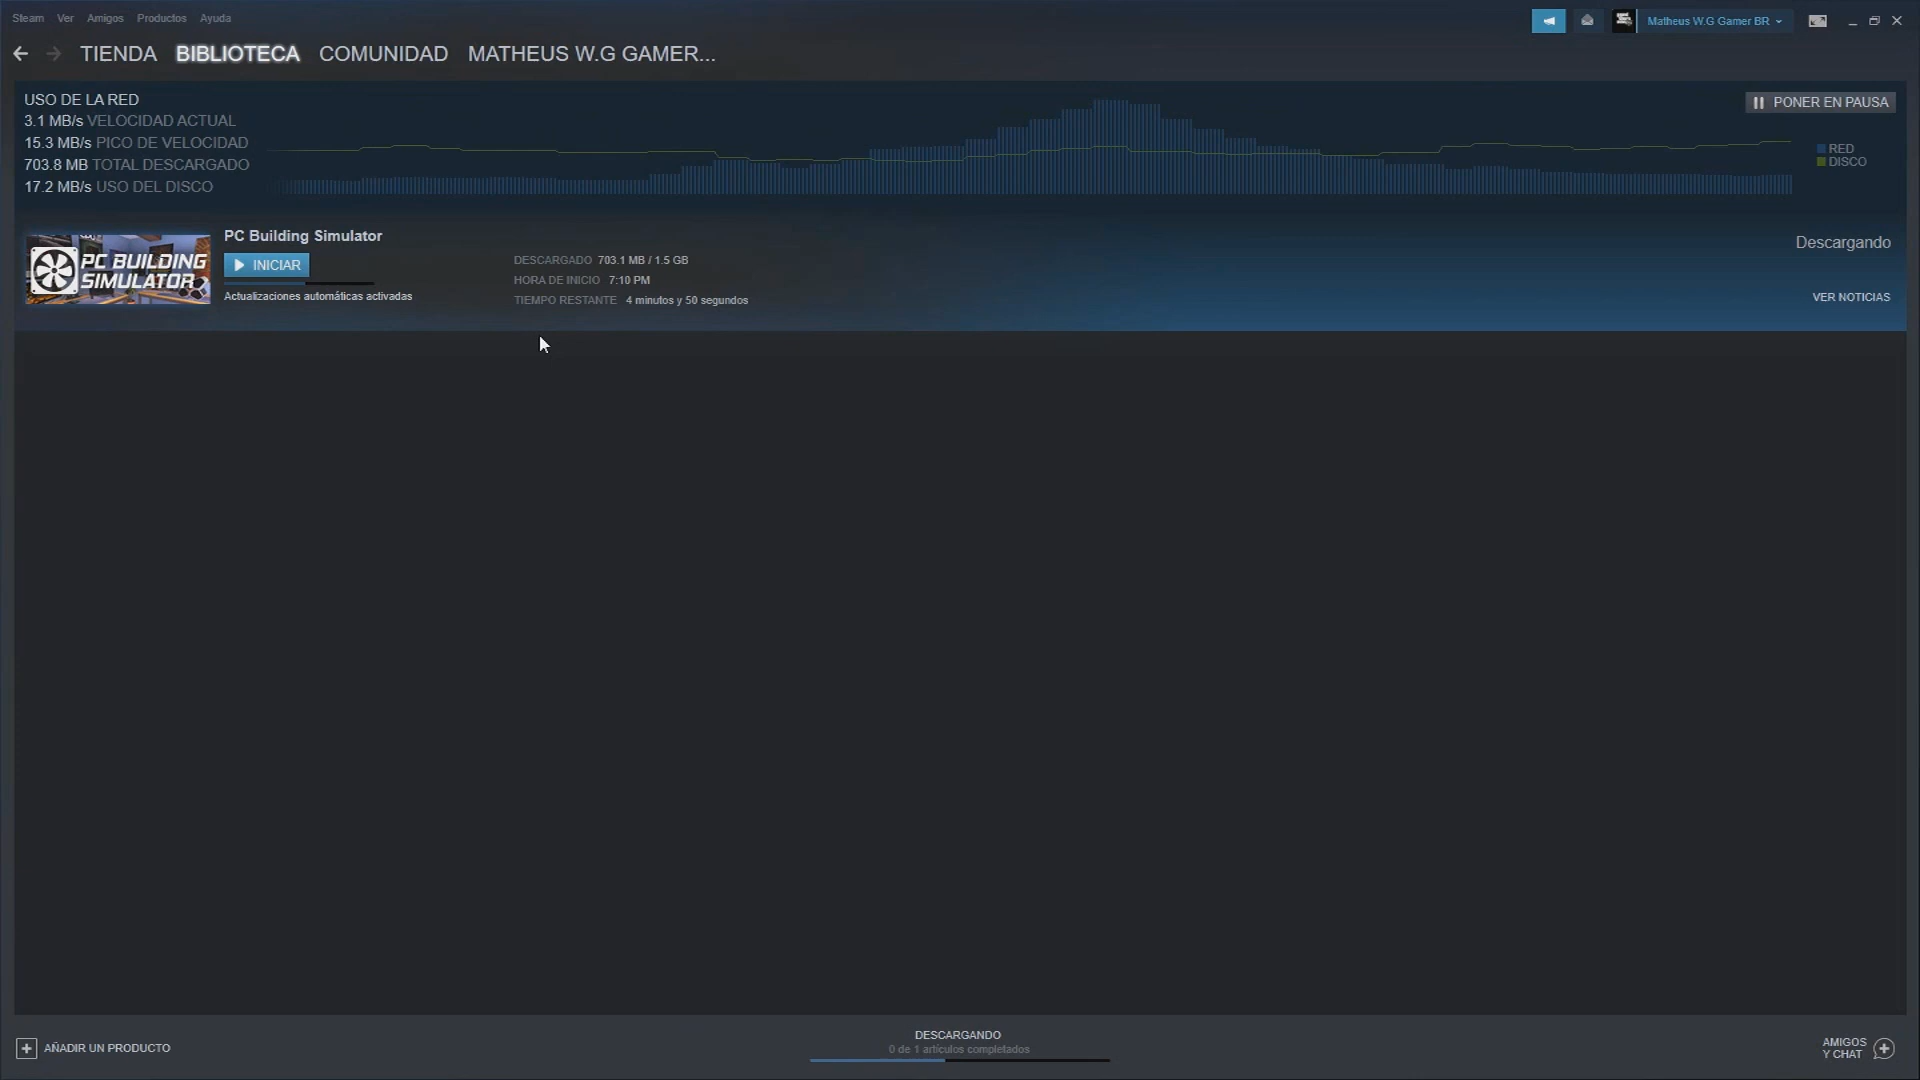 Steam Ver Amigos Productos Ayuda
Matheus W.G Gamer BR
TIENDA BIBLIOTECA COMUNIDAD MATHEUS W.G GAMER...
USO DE LA RED
3.1 MB/s VELOCIDAD ACTUAL
15.3 MB/s PICO DE VELOCIDAD
703.8 MB TOTAL DESCARGADO
17.2 MB/s USO DEL DISCO
PONER EN PAUSA
RED
DISCO
PC BUILDING
SIMULATOR
PC Building Simulator
INICIAR
Actualizaciones automáticas activadas
DESCARGADO 703.1 MB / 1.5 GB
HORA DE INICIO 7:10 PM
TIEMPO RESTANTE 4 minutos y 50 segundos
Descargando
VER NOTICIAS
AÑADIR UN PRODUCTO
DESCARGANDO
0 de 1 artículos completados
AMIGOS
Y CHAT